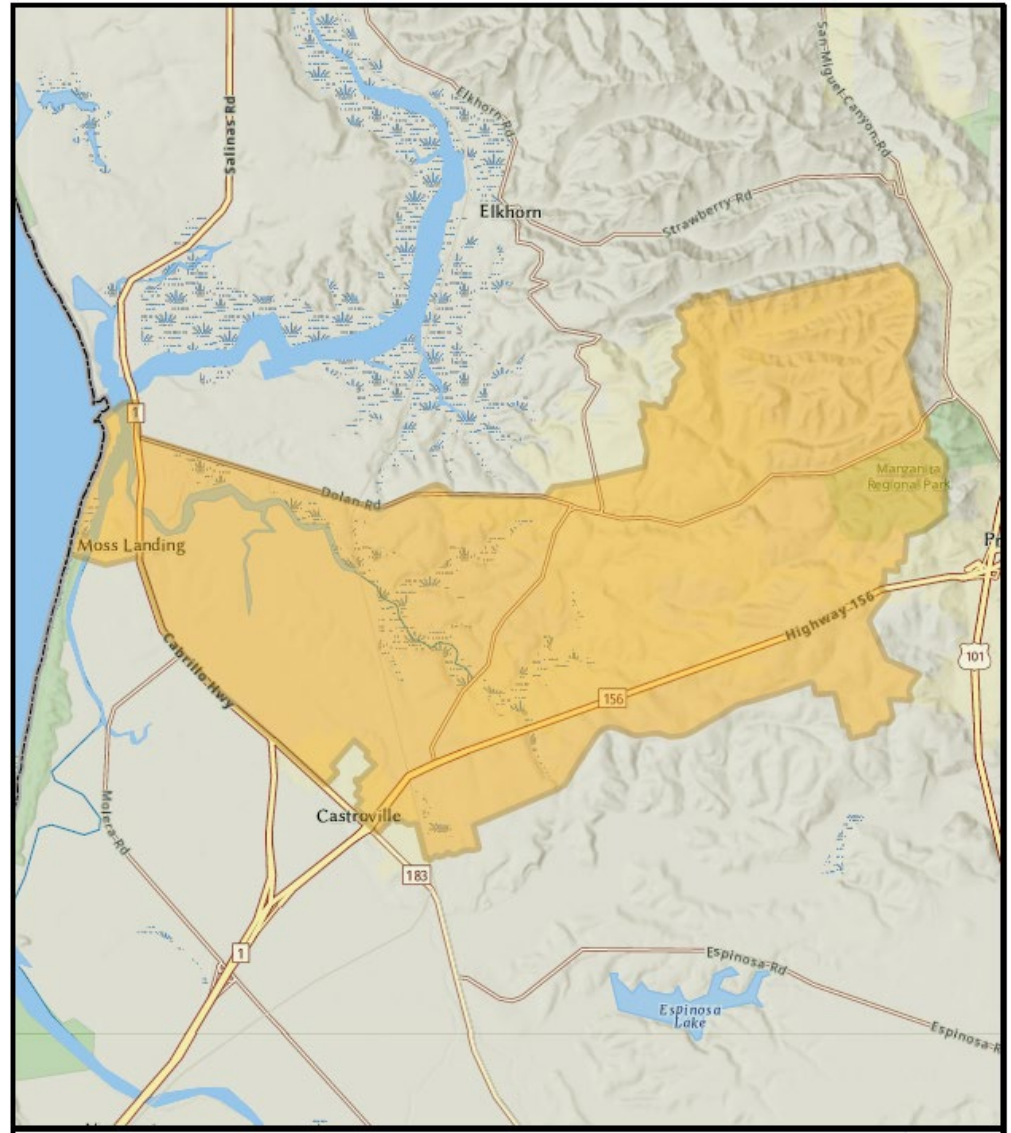 San-Miguel-Canyon-Rd
Elkhorn-Rd
Salinas Rd
Elkhorn
Strawberry Rd
1
Manzanita
Regional Park
Dolan Rd
Moss Landing
Pr
Highway-156
101
Cabrillo-Hwy
156
Castroville
Molera-Rd
183
1
Espinosa-Rd
Espinosa
Lake
Espinosa-R